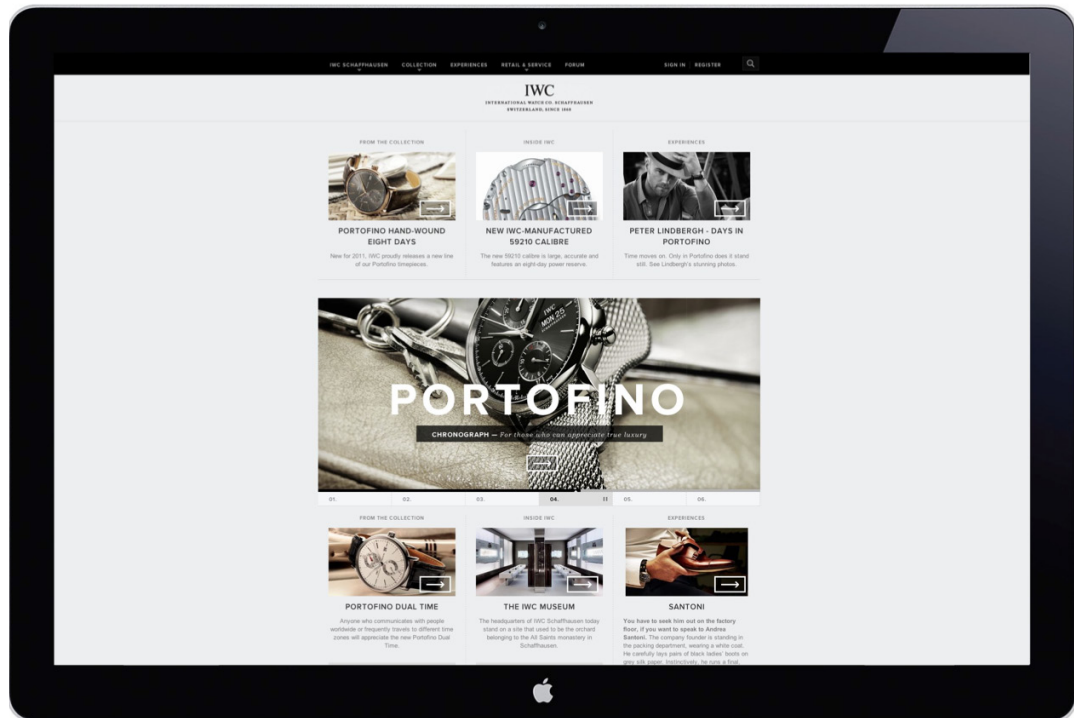 IWC SCHAFFHAUSEN COLLECTION EXPERIENCES RETAIL & SERVICE FORUM SIGN IN REGISTER
IWC
INTERNATIONAL WATCH CO. SCHAFFHAUSEN
SWITZERLAND, SINCE 1868
FROM THE COLLECTION
PORTOFINO HAND-WOUND
EIGHT DAYS
New for 2011, IWC proudly releases a new line
of our Portofino timepieces.
INSIDE IWC
NEW IWC-MANUFACTURED
59210 CALIBRE
The new 59210 calibre is large, accurate and
features an eight-day power reserve.
EXPERIENCES
PETER LINDBERGH - DAYS IN
PORTOFINO
Time moves on. Only in Portofino does it stand
still. See Lindbergh's stunning photos.
IWC
MON 25
SCHAFFHAUSEN
PORTOFINO
CHRONOGRAPH — For those who can appreciate true luxury
01. 02. 03. 04. 05. 06.
FROM THE COLLECTION
PORTOFINO DUAL TIME
Anyone who communicates with people
worldwide or frequently travels to different time
zones will appreciate the new Portofino Dual
Time.
INSIDE IWC
THE IWC MUSEUM
The headquarters of IWC Schaffhausen today
stand on a site that used to be the orchard
belonging to the All Saints monastery in
Schaffhausen.
EXPERIENCES
SANTONI
You have to seek him out on the factory
floor, if you want to speak to Andrea
Santoni. The company founder is standing in
the packing department, wearing a white coat.
He carefully lays pairs of black ladies' boots on
grey silk paper. Instinctively, he runs a final,